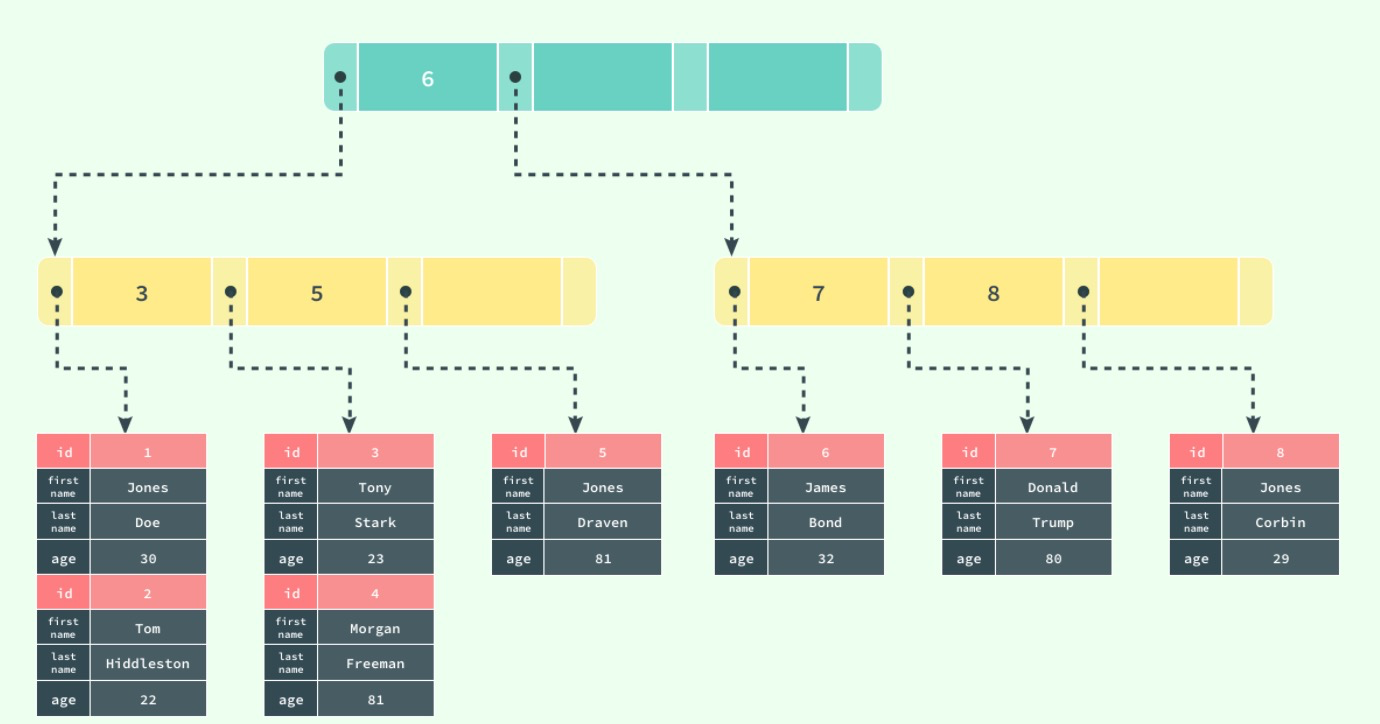 6
3 5
7 8
id 1
first name Jones
last name Doe
age 30
id 2
first name Tom
last name Hiddleston
age 22
id 3
first name Tony
last name Stark
age 23
id 4
first name Morgan
last name Freeman
age 81
id 5
first name Jones
last name Draven
age 81
id 6
first name James
last name Bond
age 32
id 7
first name Donald
last name Trump
age 80
id 8
first name Jones
last name Corbin
age 29